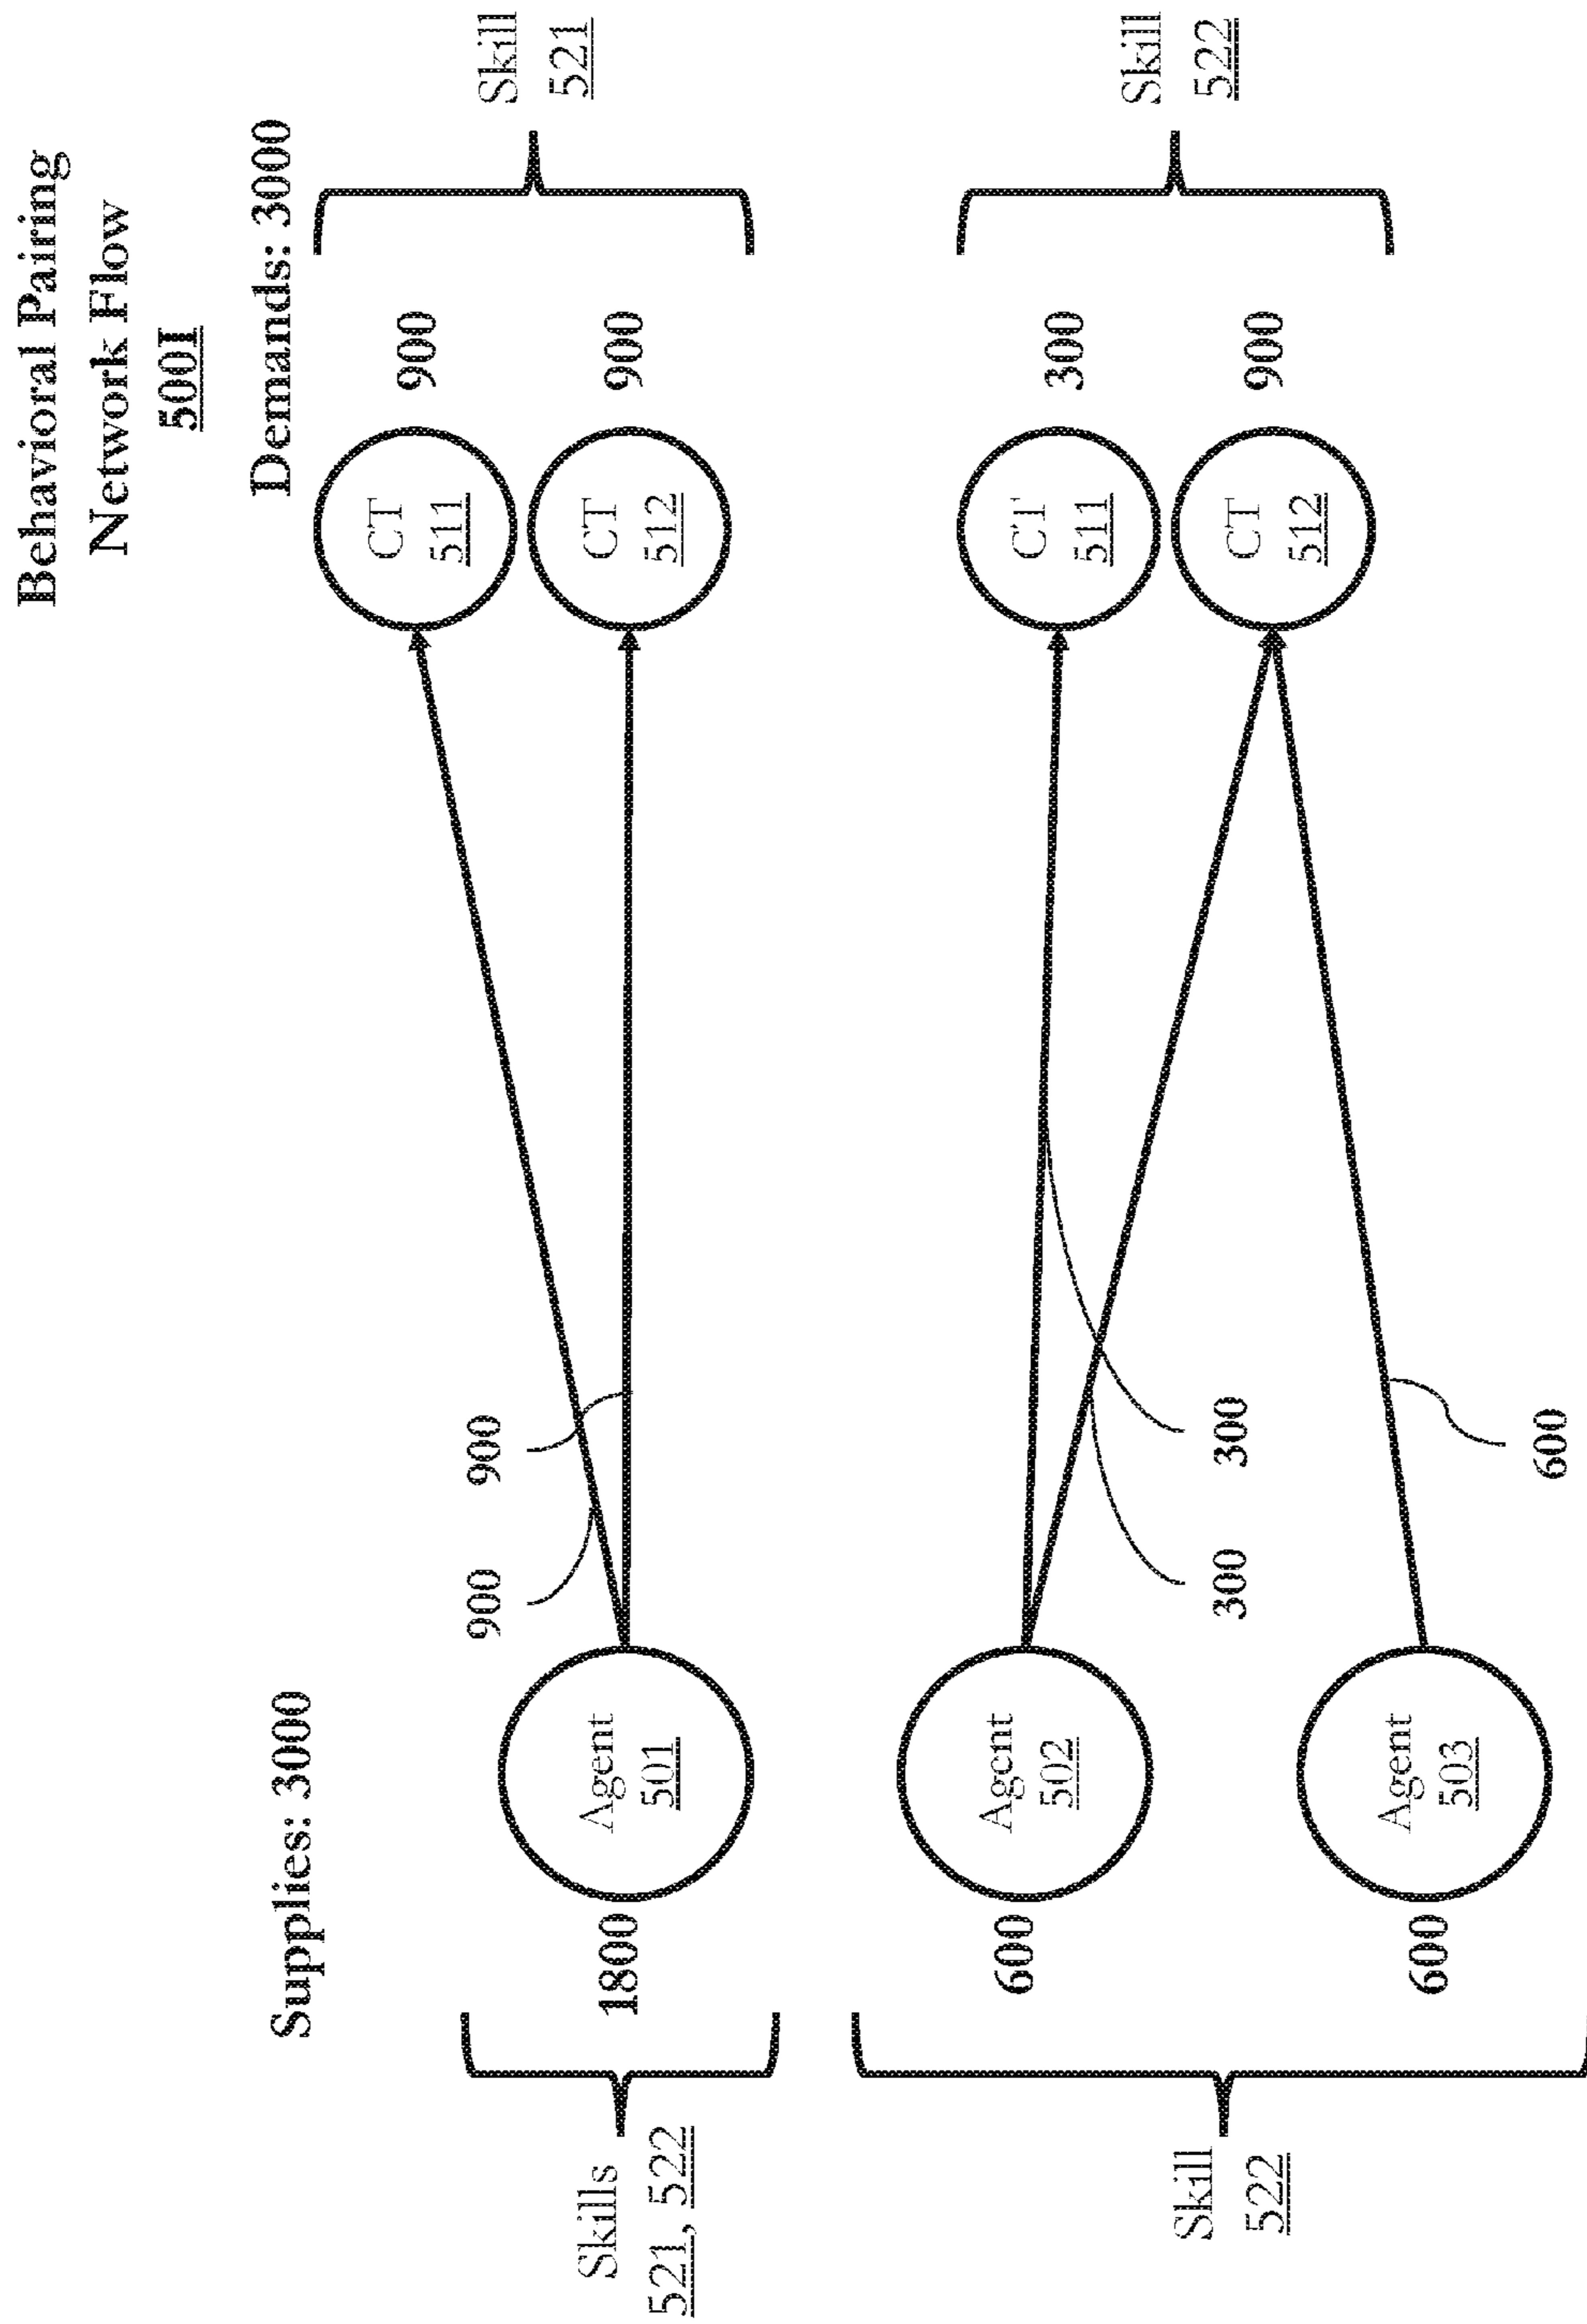 Behavioral Pairing
Network Flow
500I
Supplies: 3000
Demands: 3000
Skills
521, 522
1800
Agent
501
900
900
CT
511
900
CT
512
900
Skill
521
Skill
522
600
Agent
502
300
300
CT
511
300
CT
512
900
Skill
522
600
Agent
503
600